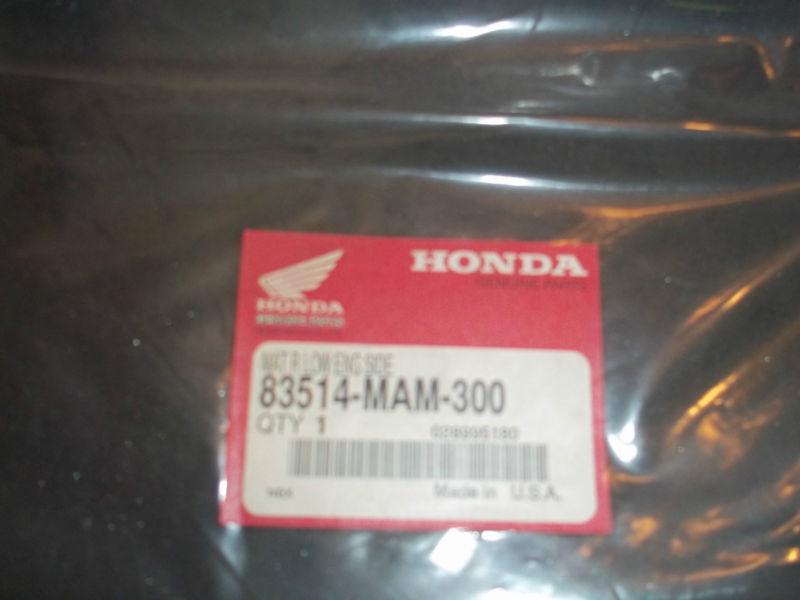 HONDA
GENUINE PARTS
HONDA
MAT R LOW ENG SIDE
83514-MAM-300
QTY 1
Made in U.S.A.